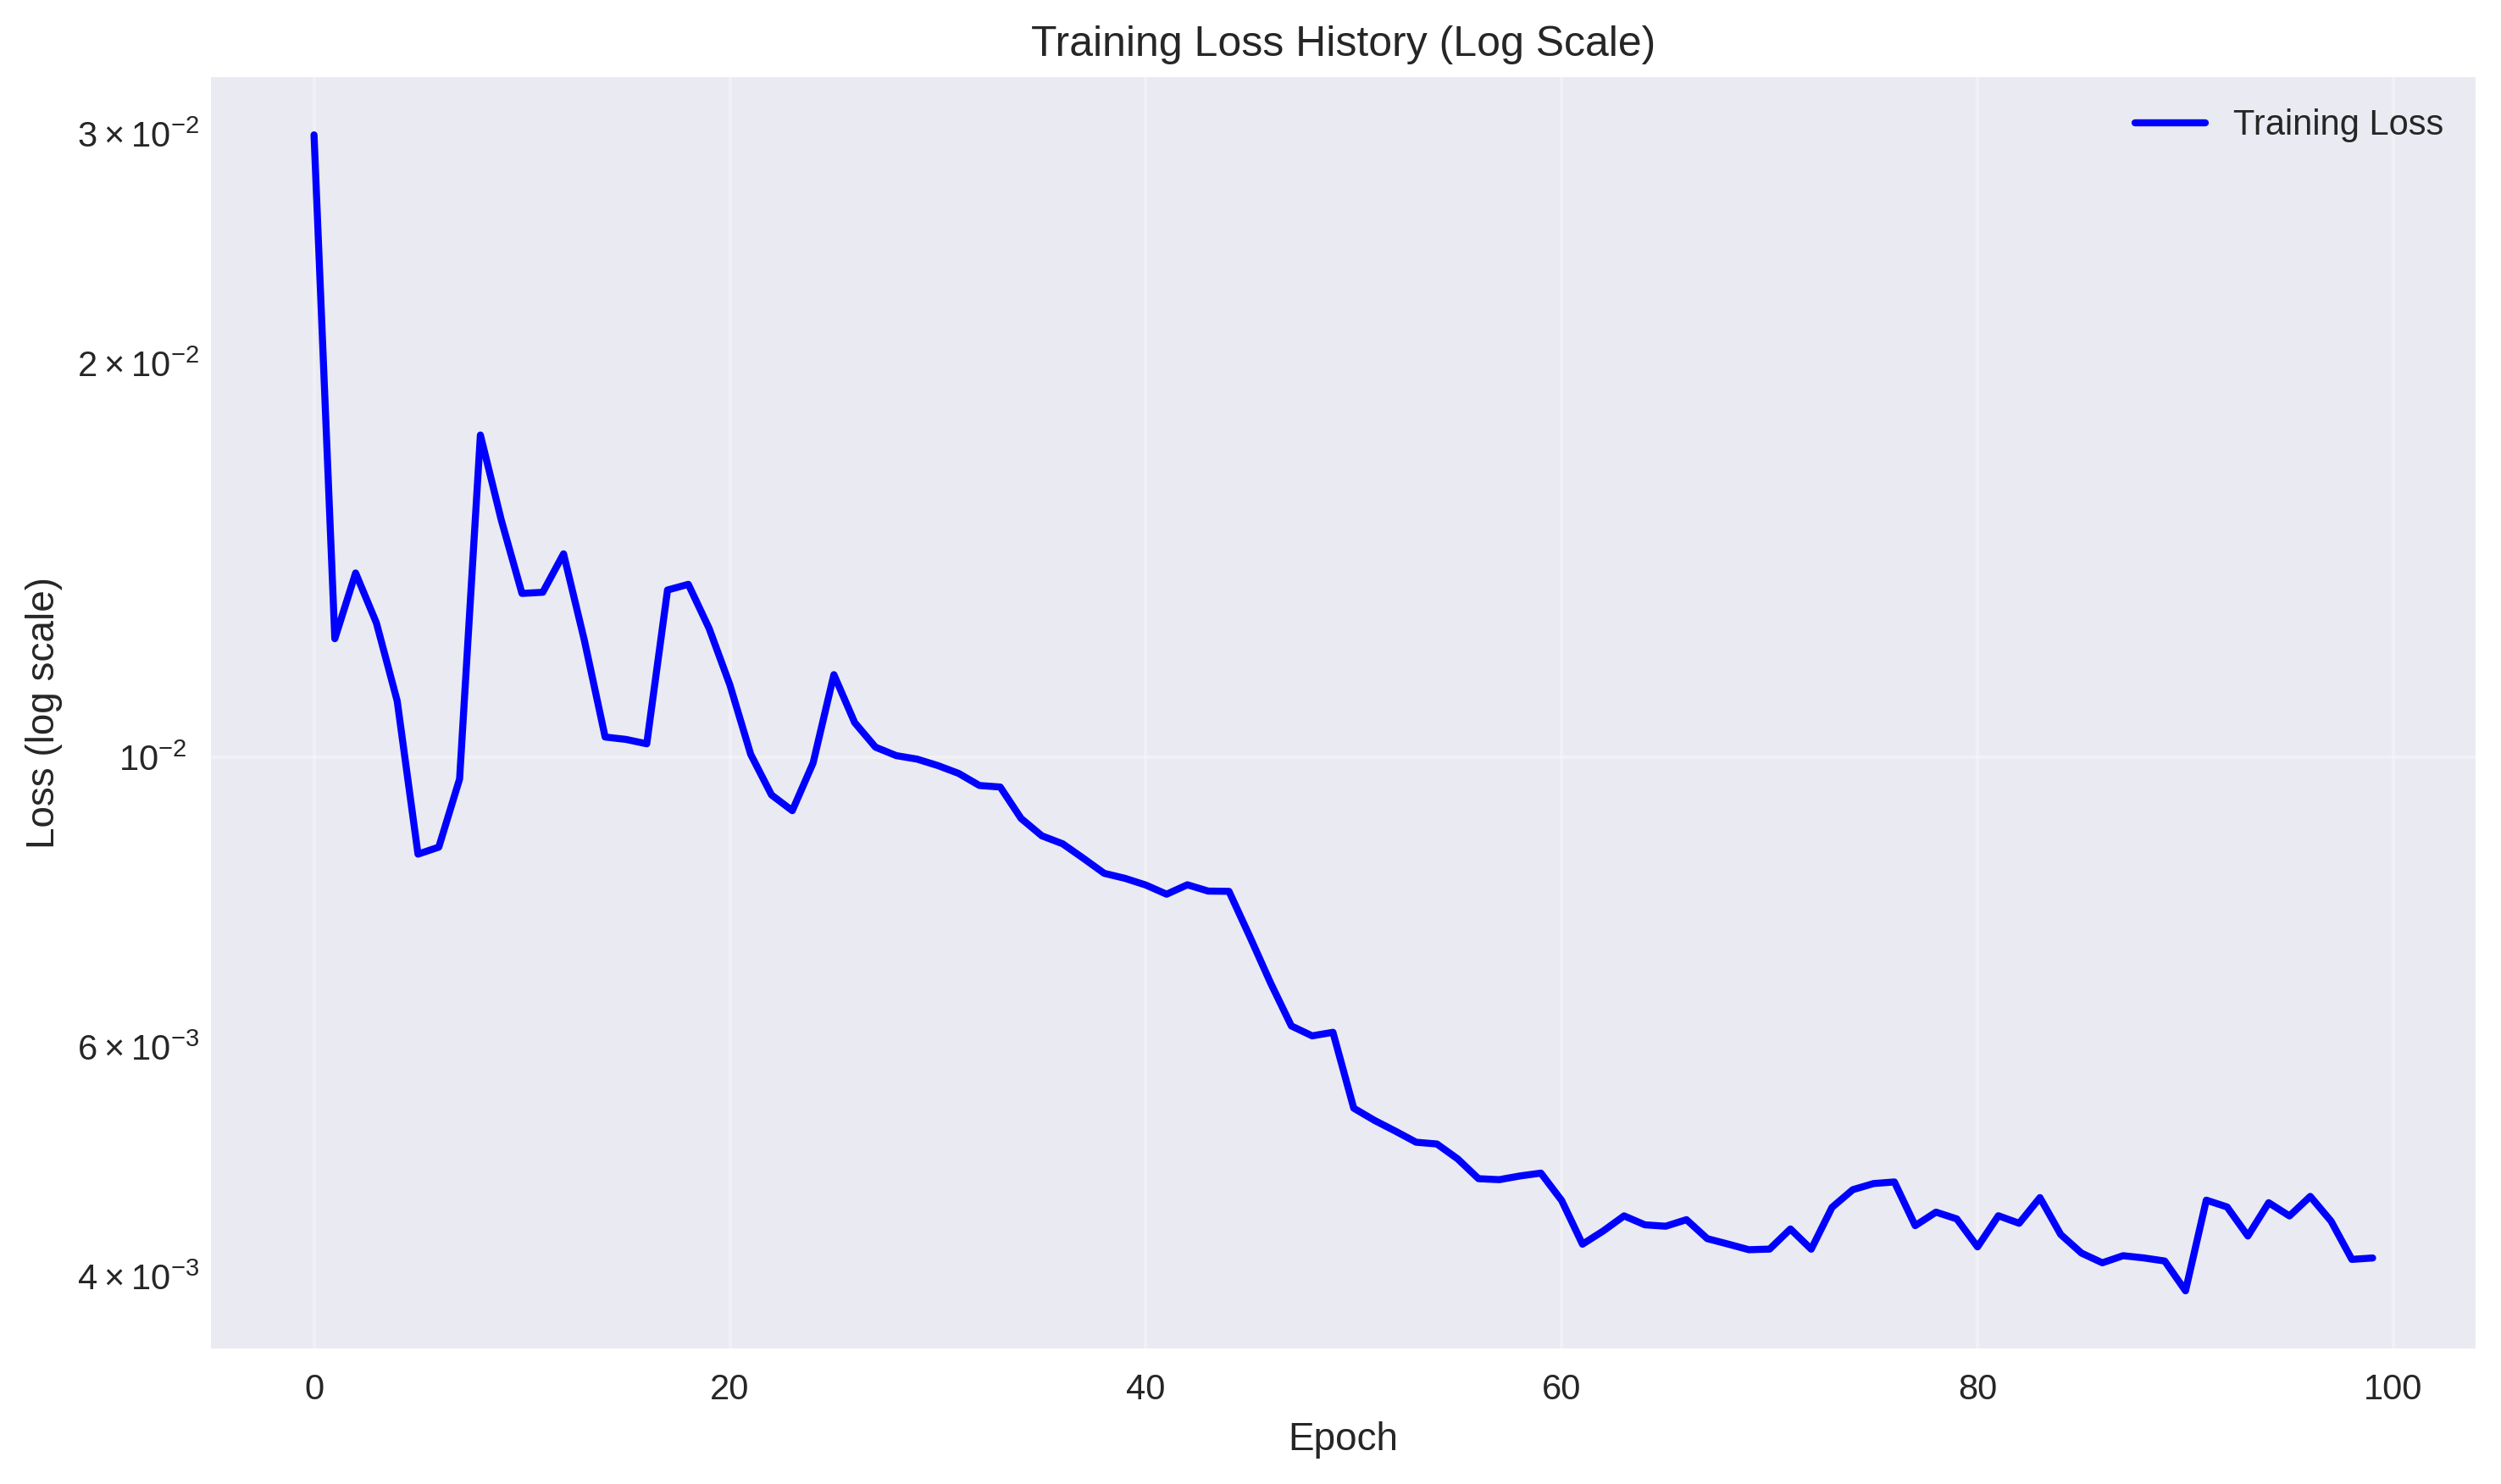 Training Loss History (Log Scale)
Training Loss
3 × 10⁻²
2 × 10⁻²
10⁻²
6 × 10⁻³
4 × 10⁻³
Loss (log scale)
0 20 40 60 80 100
Epoch